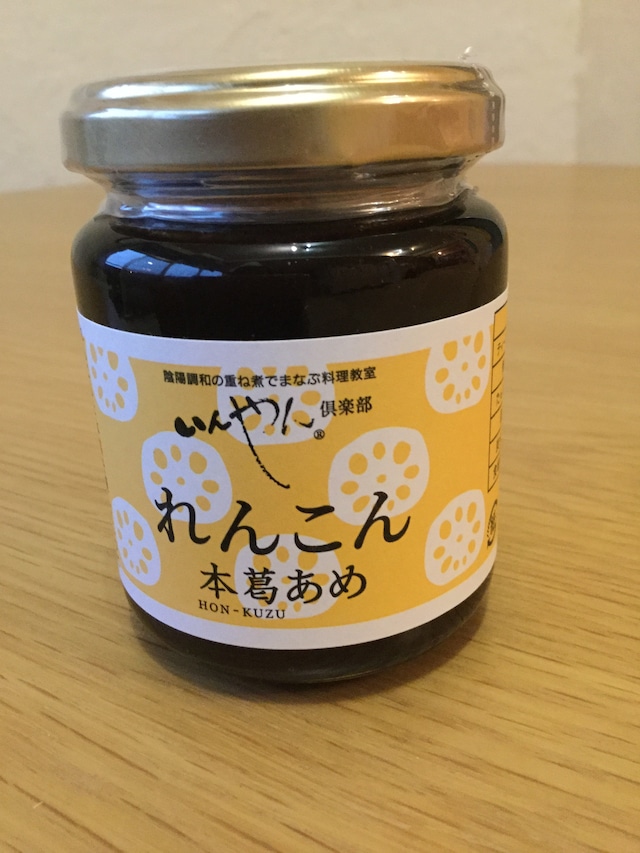 陰陽調和の重ね煮でまなぶ料理教室
いんやん®倶楽部
れんこん
本葛あめ
HON-KUZU